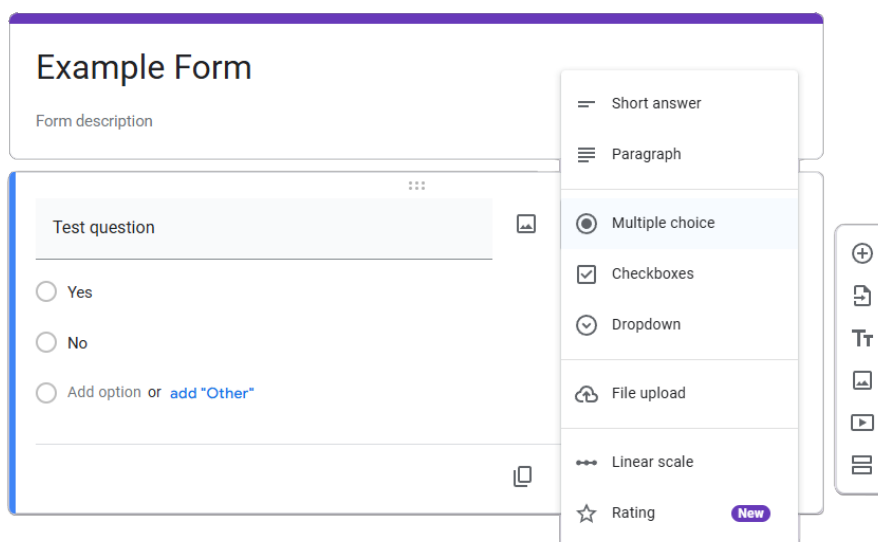 Example Form
Form description
Test question
Yes
No
Add option or add "Other"
Short answer
Paragraph
Multiple choice
Checkboxes
Dropdown
File upload
Linear scale
Rating New
Tт